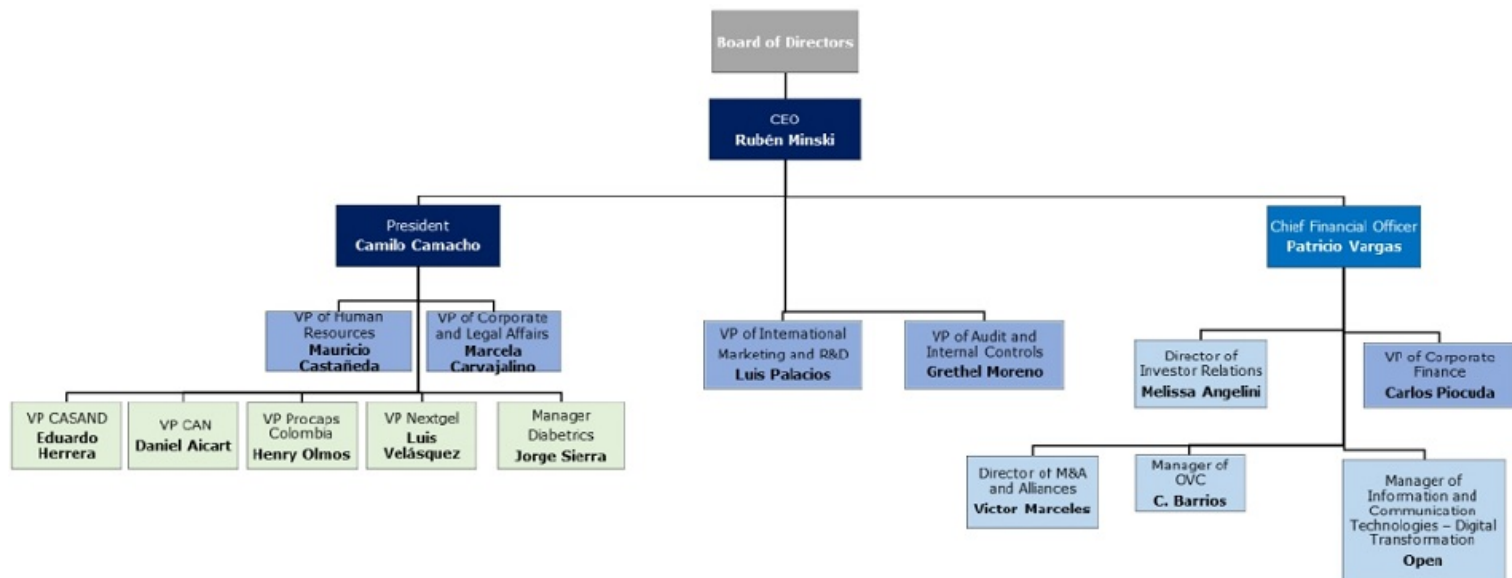 Board of Directors
CEO
Rubén Minski
President
Camilo Camacho
Chief Financial Officer
Patricio Vargas
VP of Human
Resources
Mauricio
Castañeda
VP of Corporate
and Legal Affairs
Marcela
Carvajalino
VP of International
Marketing and R&D
Luis Palacios
VP of Audit and
Internal Controls
Grethel Moreno
Director of
Investor Relations
Melissa Angelini
VP of Corporate
Finance
Carlos Piocuda
VP CASAND
Eduardo
Herrera
VP CAN
Daniel Aicart
VP Procaps
Colombia
Henry Olmos
VP Nextgel
Luis
Velásquez
Manager
Diabetrics
Jorge Sierra
Director of M&A
and Alliances
Victor Marceles
Manager of
OVC
C. Barrios
Manager of
Information and
Communication
Technologies – Digital
Transformation
Open